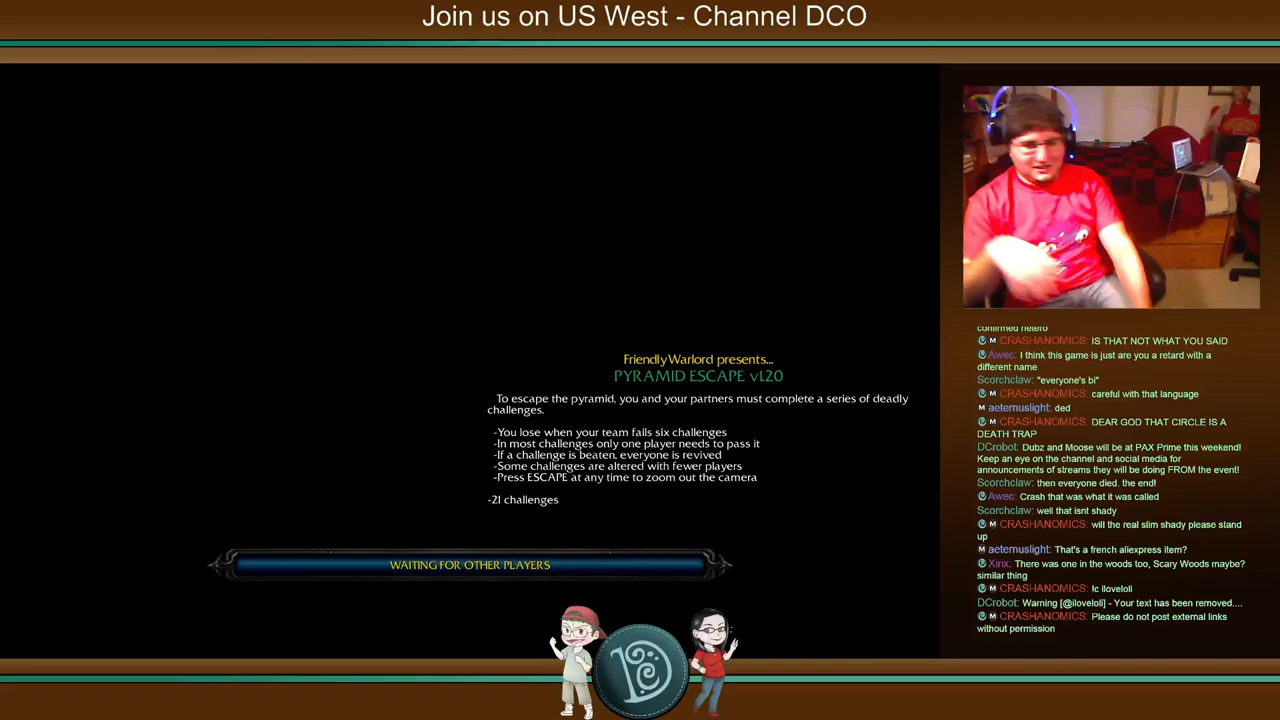 Join us on US West - Channel DCO
FriendlyWarlord presents...
PYRAMID ESCAPE v1.20
To escape the pyramid, you and your partners must complete a series of deadly
challenges.
-You lose when your team fails six challenges
-In most challenges only one player needs to pass it
-If a challenge is beaten, everyone is revived
-Some challenges are altered with fewer players
-Press ESCAPE at any time to zoom out the camera
-21 challenges
WAITING FOR OTHER PLAYERS
confirmed hetero
M CRASHANOMICS: IS THAT NOT WHAT YOU SAID
Awec: I think this game is just are you a retard with a
different name
Scorchclaw: "everyone's bi"
M CRASHANOMICS: careful with that language
M aeternuslight: ded
M CRASHANOMICS: DEAR GOD THAT CIRCLE IS A
DEATH TRAP
DCrobot: Dubz and Moose will be at PAX Prime this weekend!
Keep an eye on the channel and social media for
announcements of streams they will be doing FROM the event!
Scorchclaw: then everyone died. the end!
Awec: Crash that was what it was called
Scorchclaw: well that isnt shady
M CRASHANOMICS: will the real slim shady please stand
up
M aeternuslight: That's a french aliexpress item?
Xinx: There was one in the woods too, Scary Woods maybe?
similar thing
M CRASHANOMICS: !c iloveloli
DCrobot: Warning [@iloveloli] - Your text has been removed....
M CRASHANOMICS: Please do not post external links
without permission